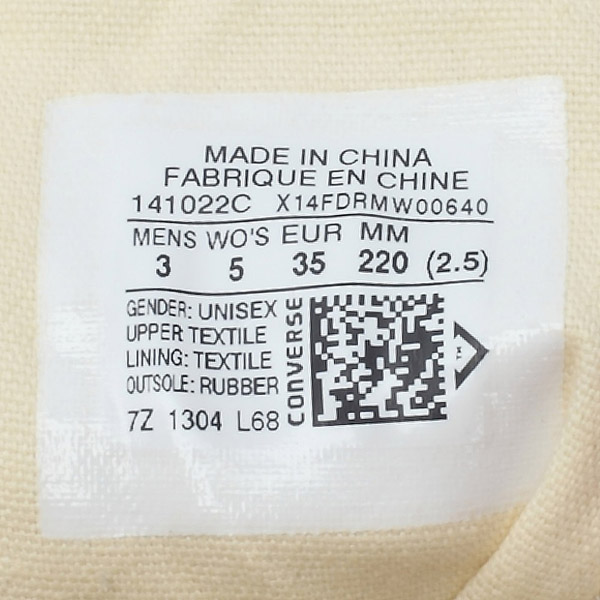 MADE IN CHINA
FABRIQUE EN CHINE
141022C X14FDRMW00640
MENS WO'S EUR MM
3 5 35 220 (2.5)
GENDER: UNISEX
UPPER TEXTILE
LINING: TEXTILE
OUTSOLE: RUBBER
7Z 1304 L68
CONVERSE
™